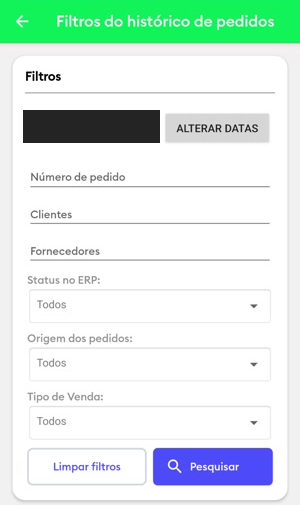 Filtros do histórico de pedidos
Filtros
ALTERAR DATAS
Número de pedido
Clientes
Fornecedores
Status no ERP:
Todos
Origem dos pedidos:
Todos
Tipo de Venda:
Todos
Limpar filtros
Pesquisar